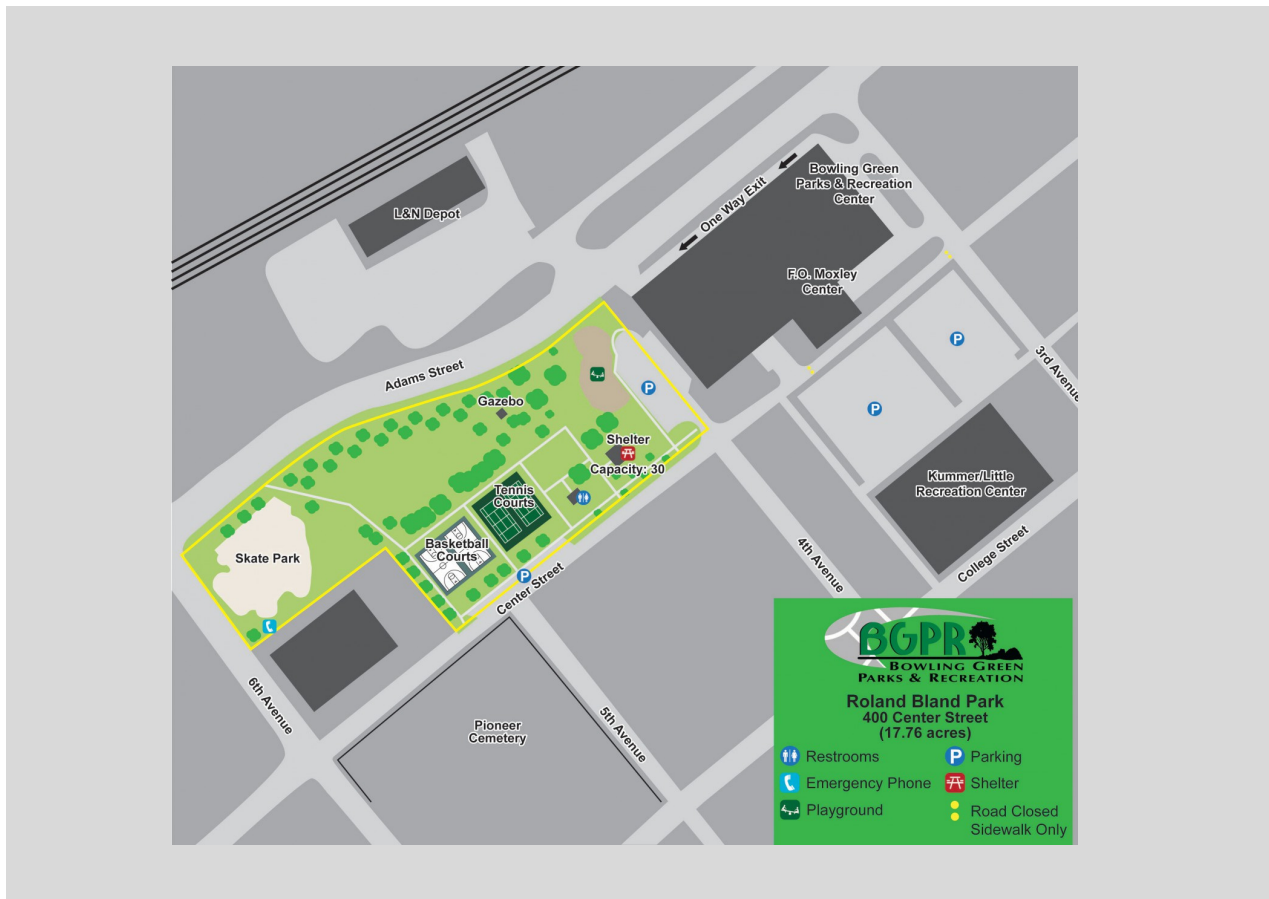 Bowling Green
Parks & Recreation
Center
One Way Exit
L&N Depot
F.O. Moxley
Center
3rd Avenue
Adams Street
Gazebo
Shelter
Capacity: 30
Tennis
Courts
Basketball
Courts
Skate Park
P
P
P
P
Kummer/Little
Recreation Center
College Street
4th Avenue
Center Street
6th Avenue
5th Avenue
Pioneer
Cemetery
BGPR
BOWLING GREEN
PARKS & RECREATION
Roland Bland Park
400 Center Street
(17.76 acres)
Restrooms
P Parking
Emergency Phone
Shelter
Playground
Road Closed
Sidewalk Only